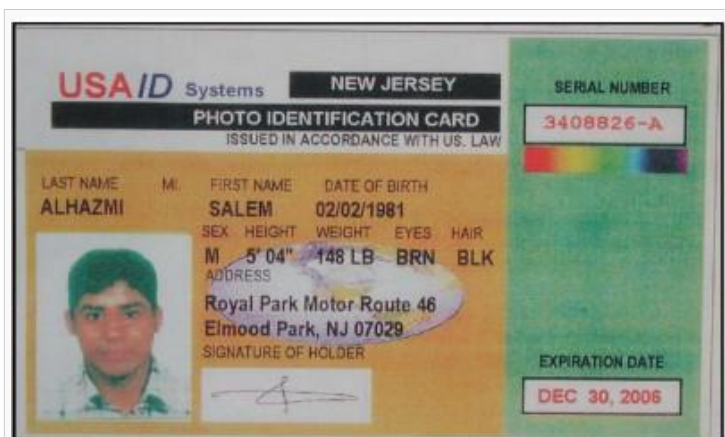 USA ID Systems NEW JERSEY
PHOTO IDENTIFICATION CARD
ISSUED IN ACCORDANCE WITH US. LAW
SERIAL NUMBER
3408826-A
LAST NAME MI. FIRST NAME DATE OF BIRTH
ALHAZMI SALEM 02/02/1981
SEX HEIGHT WEIGHT EYES HAIR
M 5' 04" 148 LB BRN BLK
ADDRESS
Royal Park Motor Route 46
Elmood Park, NJ 07029
SIGNATURE OF HOLDER
EXPIRATION DATE
DEC 30, 2006